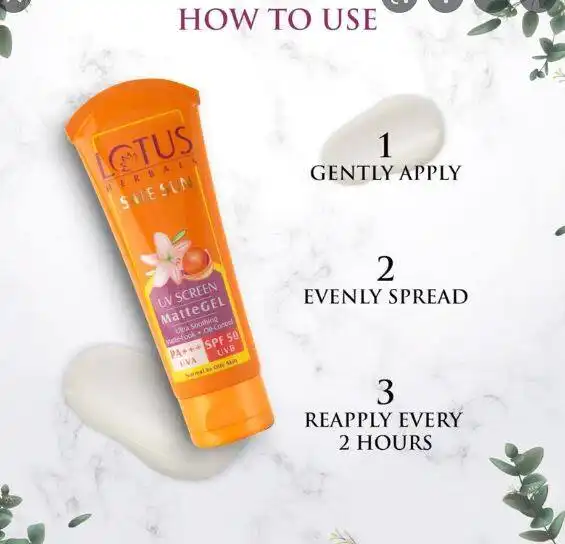 HOW TO USE
LOTUS
HERBALS
SAFE SUN
UV SCREEN
MatteGEL
Ultra Soothing
Matte-Look • Oil-Control
PA+++ SPF 50
UVA UVB
Normal to Oily Skin
1
GENTLY APPLY
2
EVENLY SPREAD
3
REAPPLY EVERY
2 HOURS